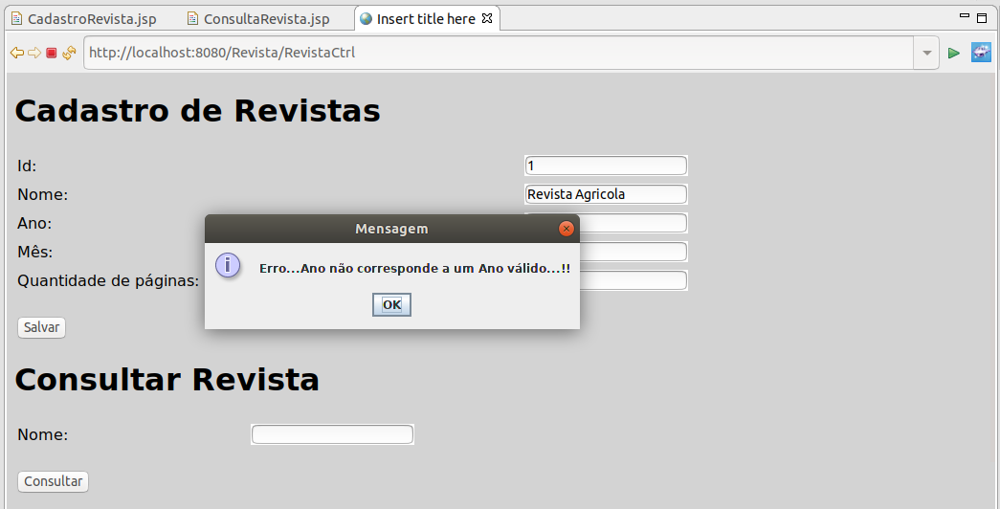 CadastroRevista.jsp ConsultaRevista.jsp Insert title here
http://localhost:8080/Revista/RevistaCtrl
Cadastro de Revistas
Id: 1
Nome: Revista Agricola
Ano:
Mensagem
Mês:
Erro...Ano não corresponde a um Ano válido...!!
Quantidade de páginas:
OK
Salvar
Consultar Revista
Nome:
Consultar